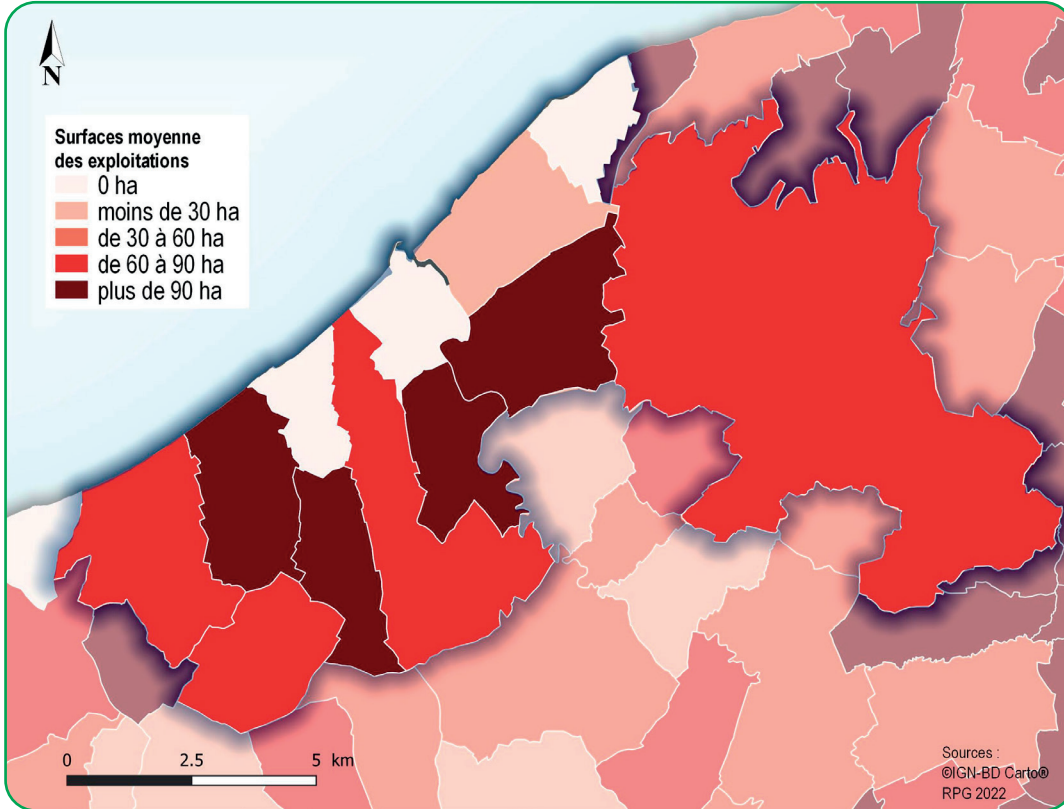 N
Surfaces moyenne
des exploitations
0 ha
moins de 30 ha
de 30 à 60 ha
de 60 à 90 ha
plus de 90 ha
0 2.5 5 km
Sources :
©IGN-BD Carto®
RPG 2022